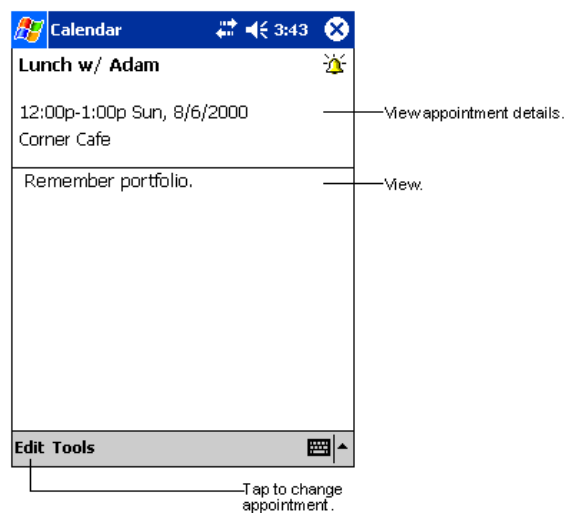 Calendar 3:43
Lunch w/ Adam
12:00p-1:00p Sun, 8/6/2000
View appointment details.
Corner Cafe
Remember portfolio.
View.
Edit Tools
Tap to change
appointment.